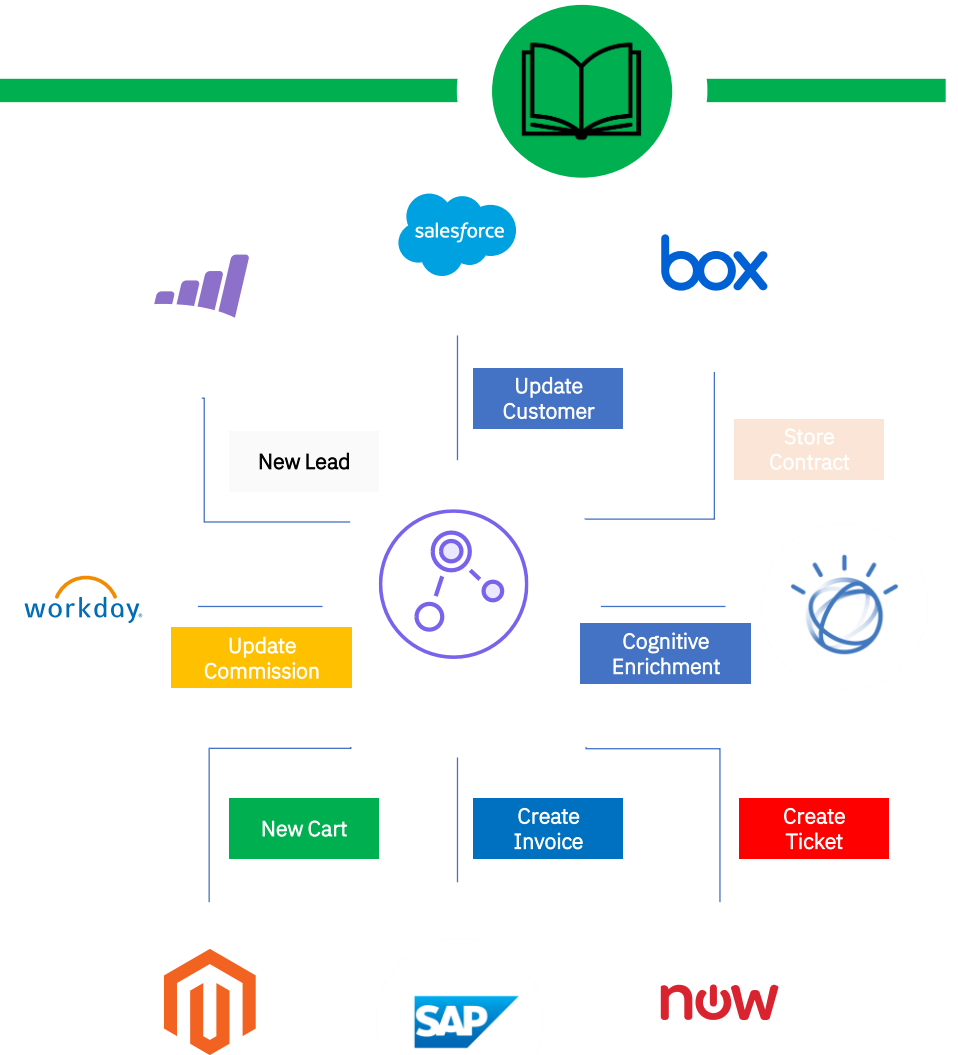 salesforce
box
Update
Customer
Store
Contract
New Lead
workday
Update
Commission
Cognitive
Enrichment
New Cart
Create
Invoice
Create
Ticket
SAP
now